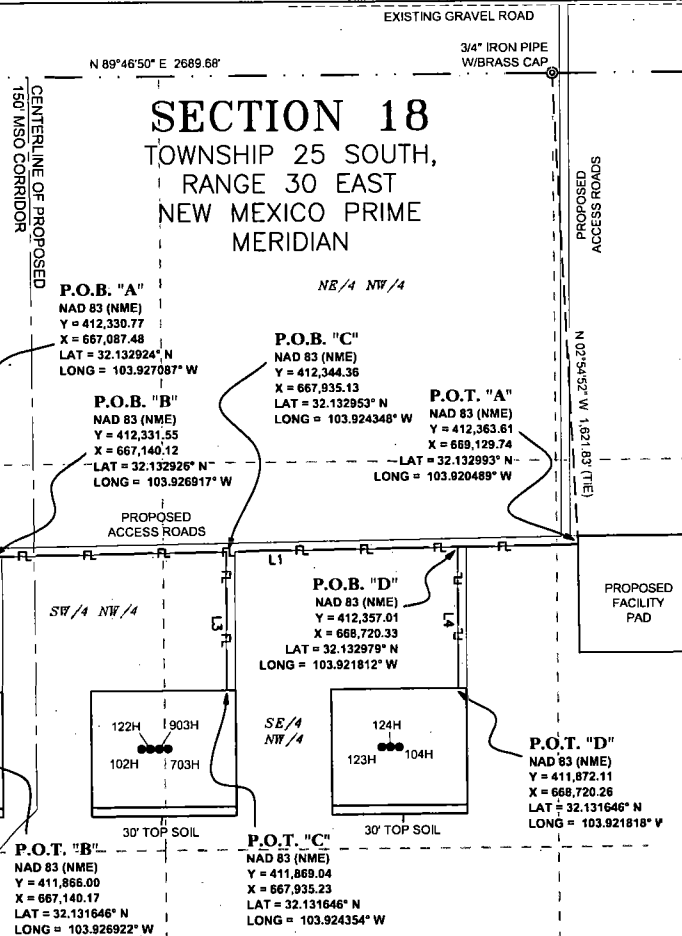 EXISTING GRAVEL ROAD
N 89°46'50" E 2689.68'
3/4" IRON PIPE
W/BRASS CAP
CENTERLINE OF PROPOSED
150' MSO CORRIDOR
SECTION 18
TOWNSHIP 25 SOUTH,
RANGE 30 EAST
NEW MEXICO PRIME
MERIDIAN
PROPOSED
ACCESS ROADS
NE/4 NW/4
P.O.B. "A"
NAD 83 (NME)
Y = 412,330.77
X = 667,087.48
LAT = 32.132924° N
LONG = 103.927087° W
P.O.B. "C"
NAD 83 (NME)
Y = 412,344.36
X = 667,935.13
LAT = 32.132953° N
LONG = 103.924348° W
N 02°54'52" W 1,621.83' (TIE)
P.O.B. "B"
NAD 83 (NME)
Y = 412,331.55
X = 667,140.12
LAT = 32.132926° N
LONG = 103.926917° W
P.O.T. "A"
NAD 83 (NME)
Y = 412,363.61
X = 669,129.74
LAT = 32.132993° N
LONG = 103.920489° W
PROPOSED
ACCESS ROADS
L1
P.O.B. "D"
NAD 83 (NME)
Y = 412,357.01
X = 668,720.33
LAT = 32.132979° N
LONG = 103.921812° W
PROPOSED
FACILITY
PAD
SW/4 NW/4
L3
L4
122H
903H
102H
703H
SE/4
NW/4
124H
123H
104H
P.O.T. "D"
NAD 83 (NME)
Y = 411,872.11
X = 668,720.26
LAT = 32.131646° N
LONG = 103.921818° W
30' TOP SOIL
30' TOP SOIL
P.O.T. "B"
NAD 83 (NME)
Y = 411,866.00
X = 667,140.17
LAT = 32.131646° N
LONG = 103.926922° W
P.O.T. "C"
NAD 83 (NME)
Y = 411,869.04
X = 667,935.23
LAT = 32.131646° N
LONG = 103.924354° W